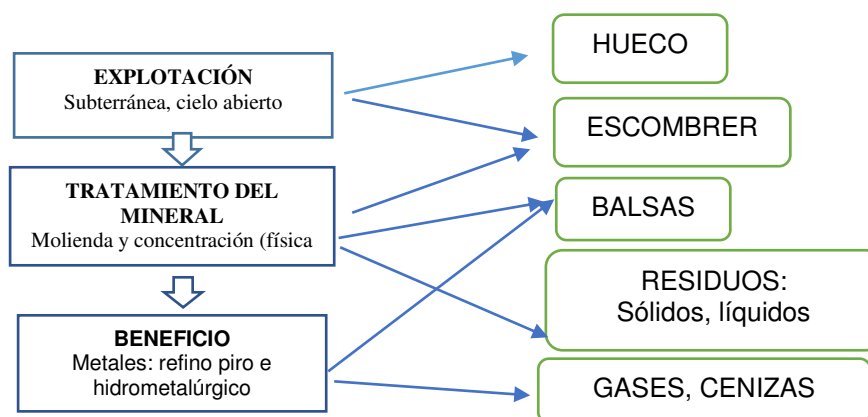 EXPLOTACIÓN
Subterránea, cielo abierto
TRATAMIENTO DEL
MINERAL
Molienda y concentración (física
BENEFICIO
Metales: refino piro e
hidrometalúrgico
HUECO
ESCOMBRER
BALSAS
RESIDUOS:
Sólidos, líquidos
GASES, CENIZAS